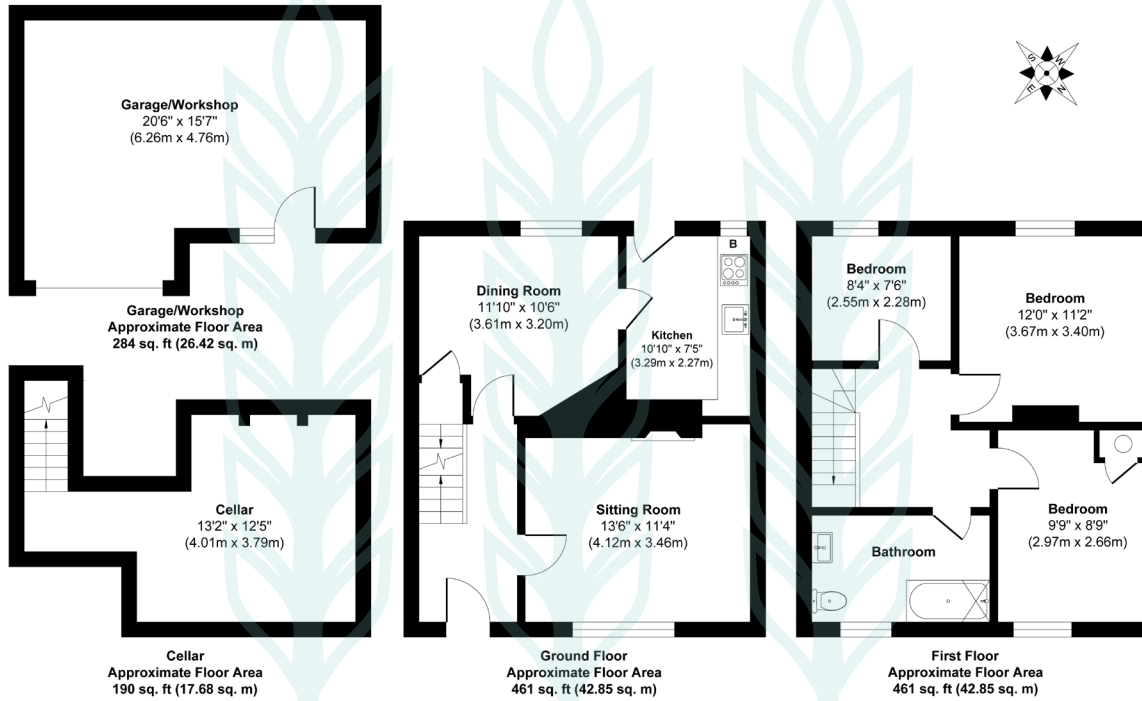 Garage/Workshop
20'6" x 15'7"
(6.26m x 4.76m)
Garage/Workshop
Approximate Floor Area
284 sq. ft (26.42 sq. m)
S
W
E
N
Cellar
13'2" x 12'5"
(4.01m x 3.79m)
Cellar
Approximate Floor Area
190 sq. ft (17.68 sq. m)
Dining Room
11'10" x 10'6"
(3.61m x 3.20m)
B
Kitchen
10'10" x 7'5"
(3.29m x 2.27m)
Sitting Room
13'6" x 11'4"
(4.12m x 3.46m)
Ground Floor
Approximate Floor Area
461 sq. ft (42.85 sq. m)
Bedroom
8'4" x 7'6"
(2.55m x 2.28m)
Bedroom
12'0" x 11'2"
(3.67m x 3.40m)
Bedroom
9'9" x 8'9"
(2.97m x 2.66m)
Bathroom
First Floor
Approximate Floor Area
461 sq. ft (42.85 sq. m)